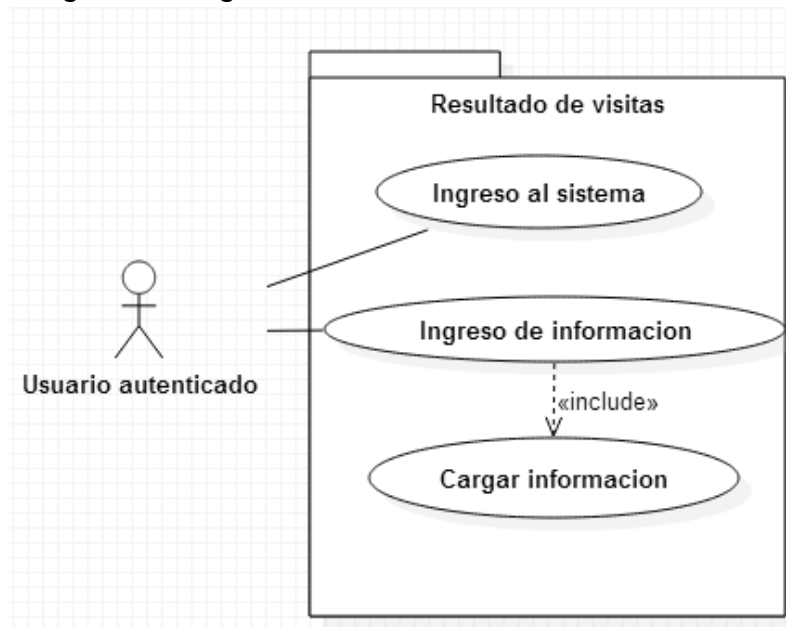 Resultado de visitas
Ingreso al sistema
Ingreso de informacion
Usuario autenticado
«include»
Cargar informacion